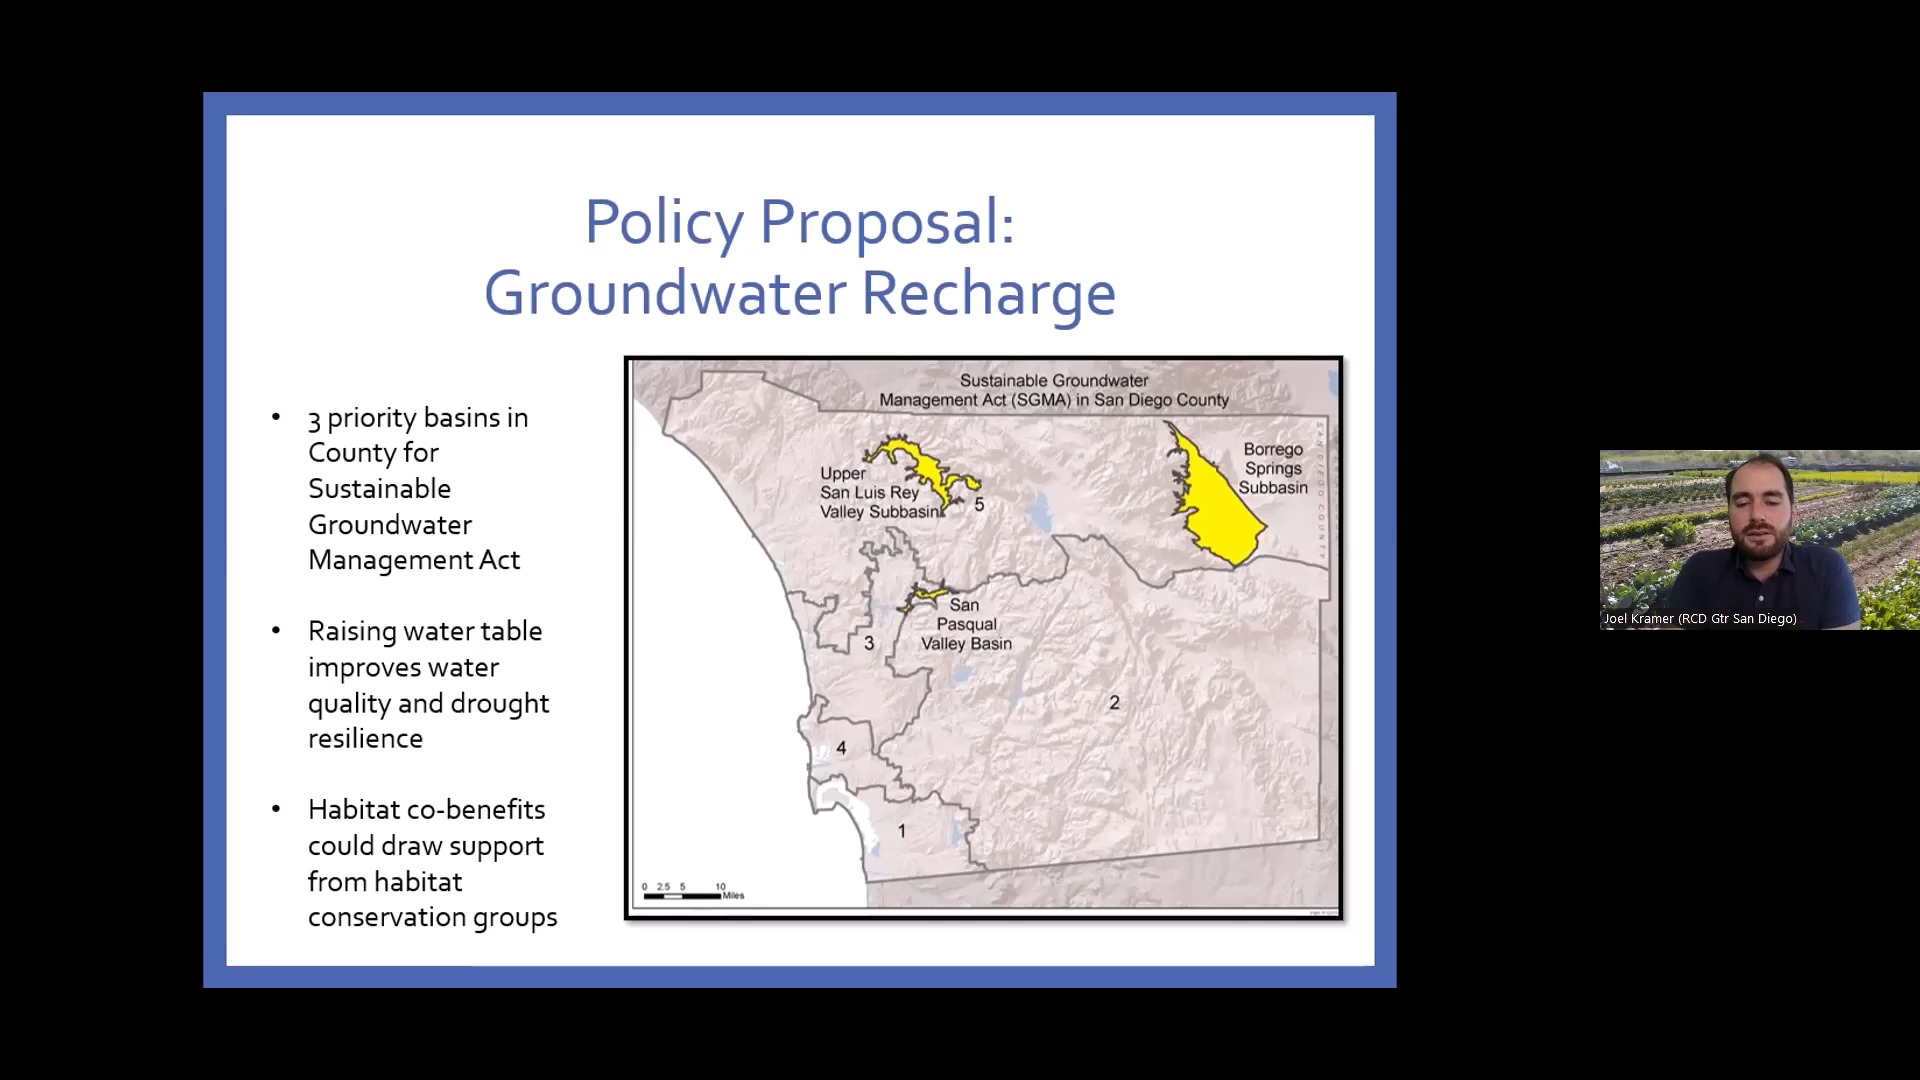 Policy Proposal:
Groundwater Recharge
• 3 priority basins in
County for
Sustainable
Groundwater
Management Act
• Raising water table
improves water
quality and drought
resilience
• Habitat co-benefits
could draw support
from habitat
conservation groups
Sustainable Groundwater
Management Act (SGMA) in San Diego County
Upper
San Luis Rey
Valley Subbasin
5
Borrego
Springs
Subbasin
SAN DIEGO COUNTY
San
Pasqual
Valley Basin
3
2
4
1
0 2.5 5 10
Miles
Joel Kramer (RCD Gtr San Diego)